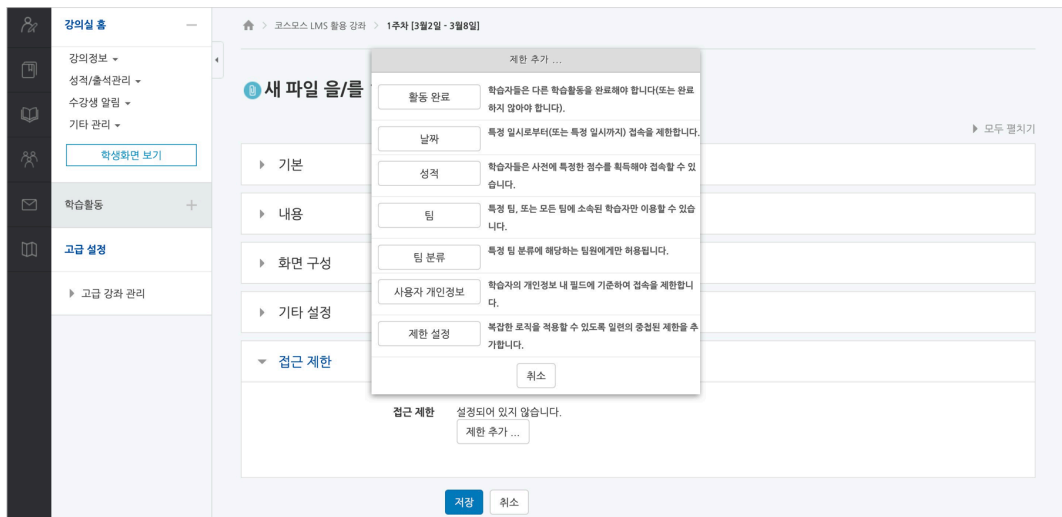 강의실 홈
코스모스 LMS 활용 강좌 > 1주차 [3월2일 - 3월8일]
강의정보
성적/출석관리
수강생 알림
기타 관리
학생화면 보기
학습활동
고급 설정
고급 강좌 관리
새 파일 을/를
모두 펼치기
기본
내용
화면 구성
기타 설정
접근 제한
제한 추가 ...
활동 완료
학습자들은 다른 학습활동을 완료해야 합니다(또는 완료
하지 않아야 합니다).
날짜
특정 일시로부터(또는 특정 일시까지) 접속을 제한합니다.
성적
학습자들은 사전에 특정한 점수를 획득해야 접속할 수 있
습니다.
팀
특정 팀, 또는 모든 팀에 소속된 학습자만 이용할 수 있습
니다.
팀 분류
특정 팀 분류에 해당하는 팀원에게만 허용됩니다.
사용자 개인정보
학습자의 개인정보 내 필드에 기준하여 접속을 제한합니
다.
제한 설정
복잡한 로직을 적용할 수 있도록 일련의 중첩된 제한을 추
가합니다.
취소
접근 제한 설정되어 있지 않습니다.
제한 추가 ...
저장 취소